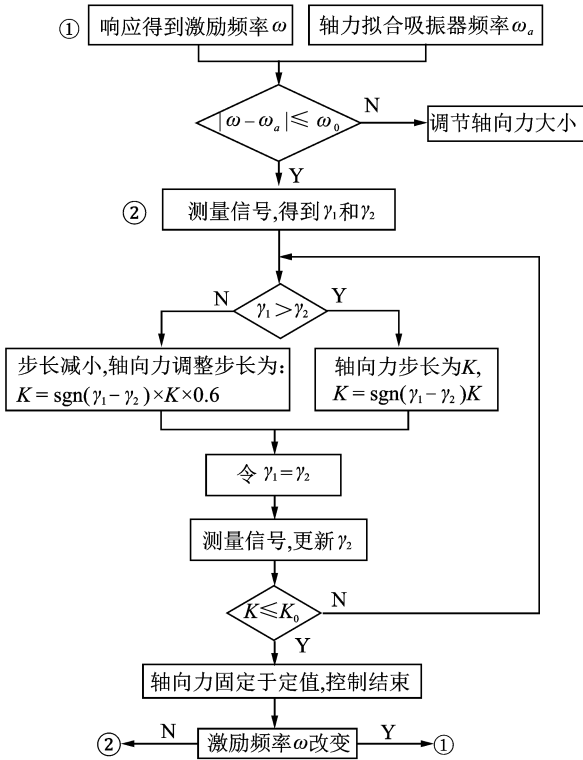 ① 响应得到激励频率ω 轴力拟合吸振器频率ωₐ
|ω−ωₐ|≤ω₀
N
调节轴向力大小
Y
② 测量信号,得到γ₁和γ₂
N
γ₁>γ₂
Y
步长减小,轴向力调整步长为:
K=sgn(γ₁−γ₂)×K×0.6
轴向力步长为K,
K=sgn(γ₁−γ₂)K
令 γ₁=γ₂
测量信号,更新γ₂
K≤K₀
N
Y
轴向力固定于定值,控制结束
② N 激励频率ω改变 Y ①